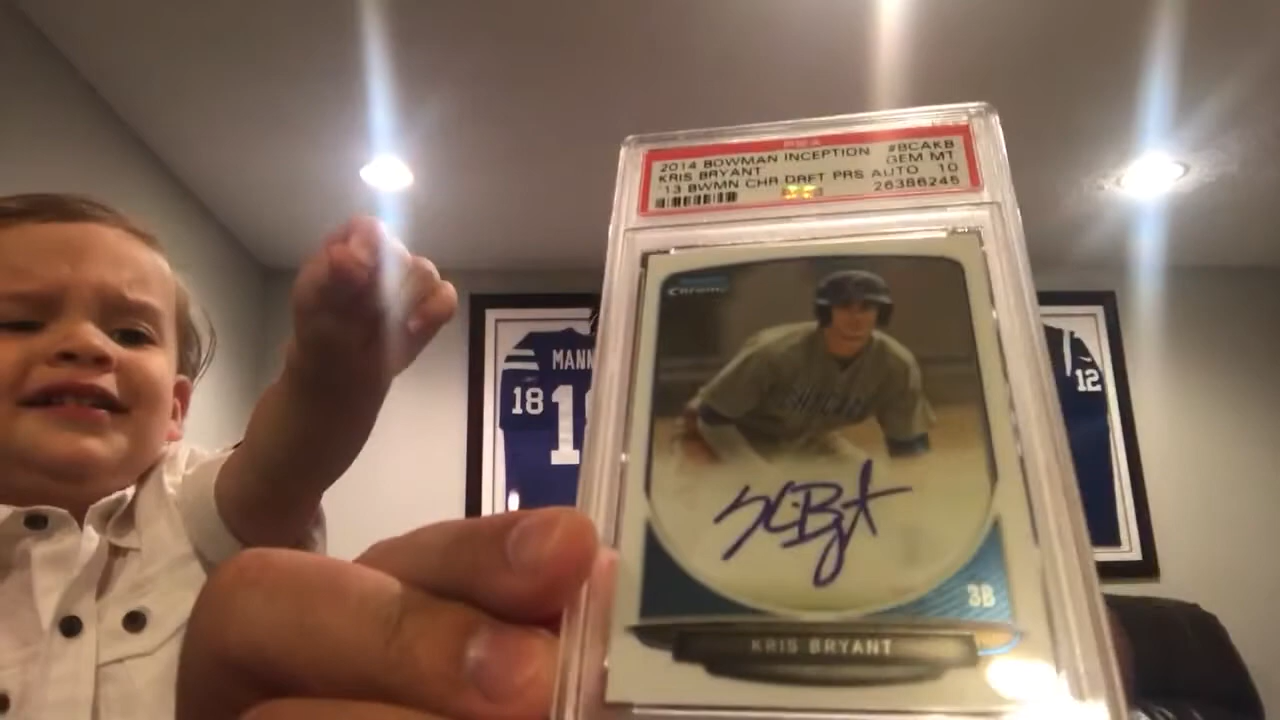 PSA
2014 BOWMAN INCEPTION #BCAKB
KRIS BRYANT GEM MT
'13 BWMN CHR DRFT PRS AUTO 10
26386245
Chrome
CHICAGO
3B
KRIS BRYANT
MANN
18 1
12